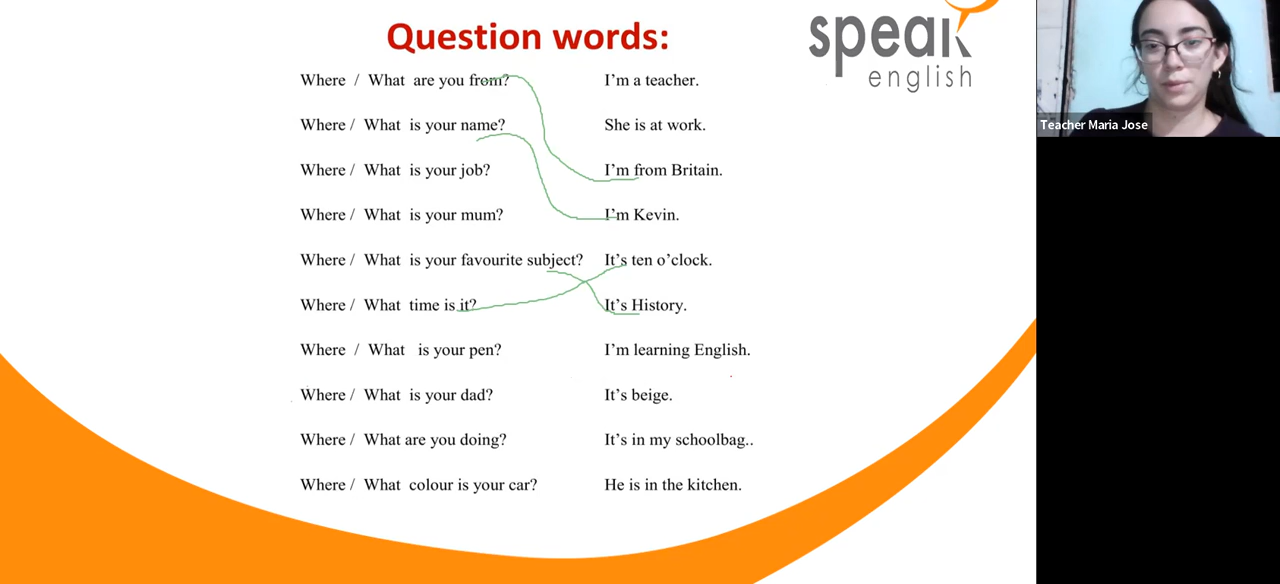 Question words:
speak
english
Where / What are you from? I'm a teacher.
Where / What is your name? She is at work.
Where / What is your job? I'm from Britain.
Where / What is your mum? I'm Kevin.
Where / What is your favourite subject? It's ten o'clock.
Where / What time is it? It's History.
Where / What is your pen? I'm learning English.
Where / What is your dad? It's beige.
Where / What are you doing? It's in my schoolbag..
Where / What colour is your car? He is in the kitchen.
Teacher Maria Jose